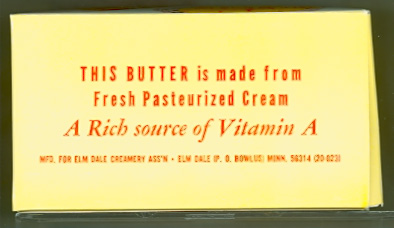 THIS BUTTER is made from
Fresh Pasteurized Cream
A Rich source of Vitamin A
MFD. FOR ELM DALE CREAMERY ASS'N • ELM DALE (P. O. BOWLUS) MINN. 56314 (20-023)